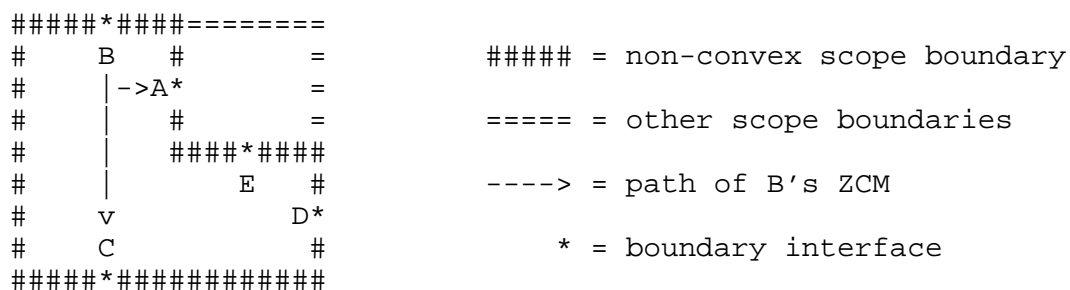 #####*####========
#    B   #       =         ##### = non-convex scope boundary
#    |->A*       =
#    |   #       =         ===== = other scope boundaries
#    |   ####*####
#    |       E   #         ----> = path of B's ZCM
#    v          D*
#    C           #             * = boundary interface
#####*############